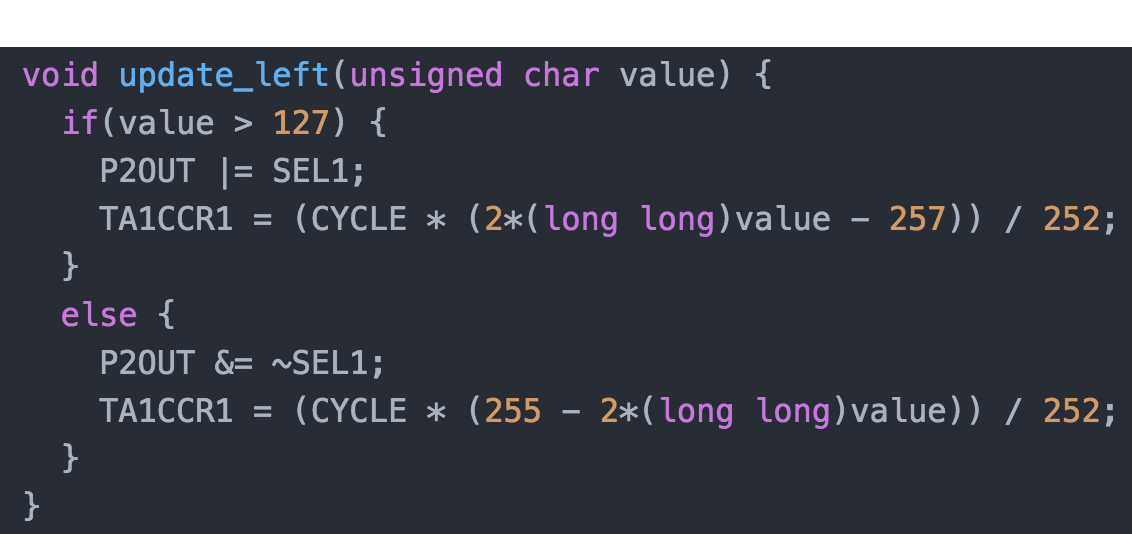 void update_left(unsigned char value) {
  if(value > 127) {
    P2OUT |= SEL1;
    TA1CCR1 = (CYCLE * (2*(long long)value - 257)) / 252;
  }
  else {
    P2OUT &= ~SEL1;
    TA1CCR1 = (CYCLE * (255 - 2*(long long)value)) / 252;
  }
}